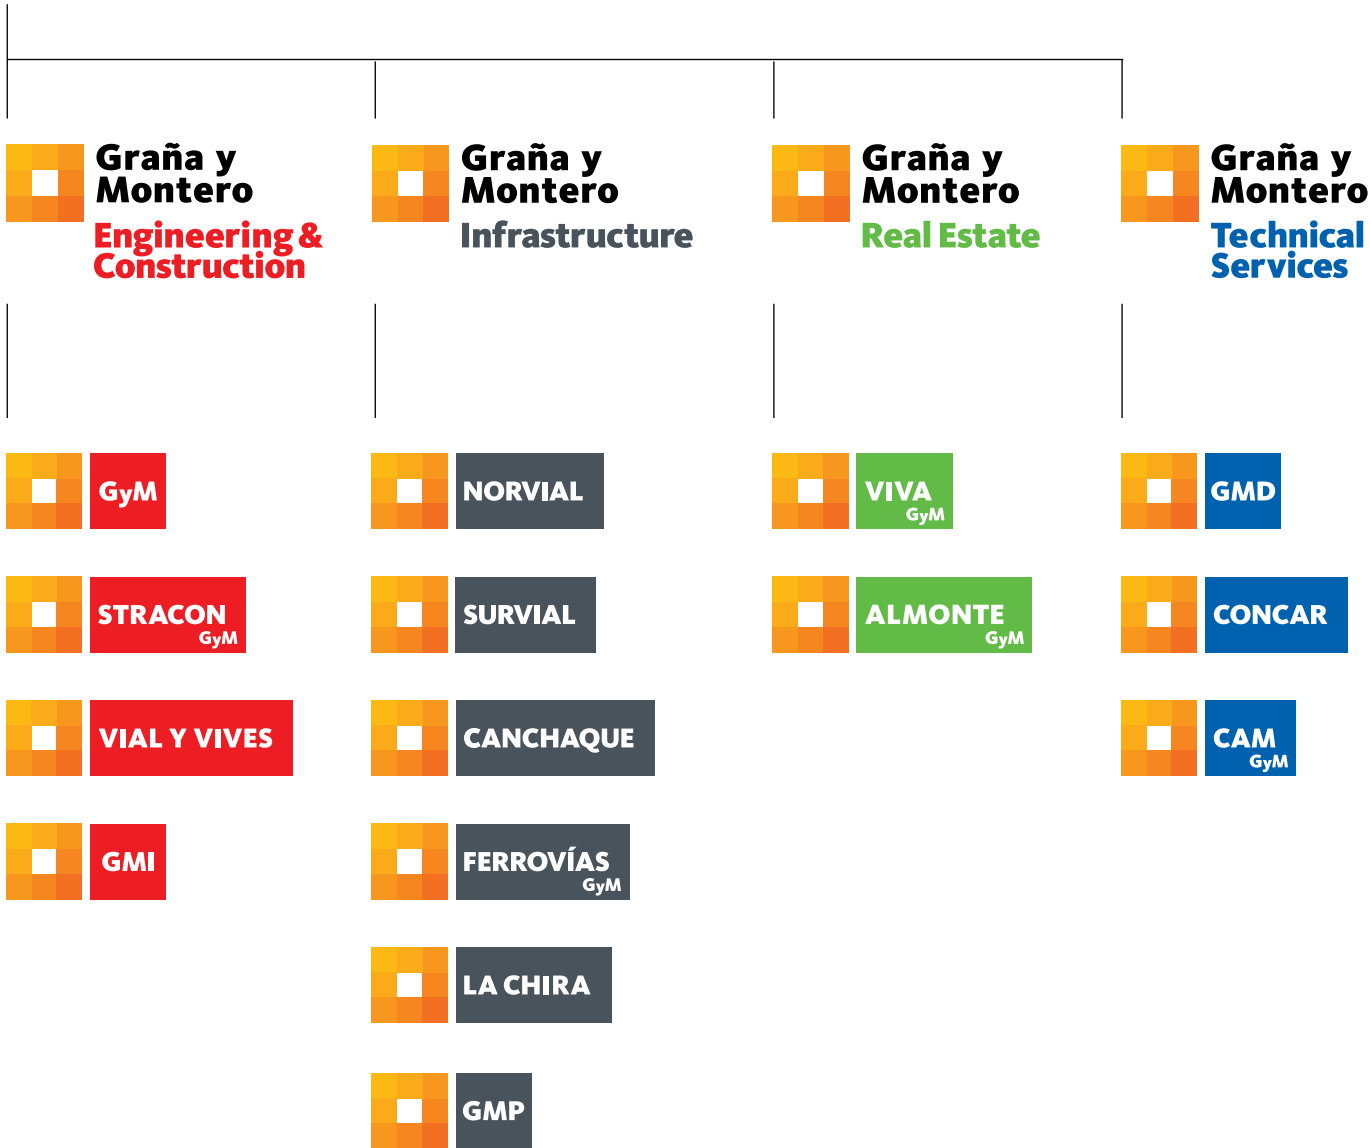 Graña y
Montero
Engineering &
Construction
Graña y
Montero
Infrastructure
Graña y
Montero
Real Estate
Graña y
Montero
Technical
Services
GyM
STRACON
GyM
VIAL Y VIVES
GMI
NORVIAL
SURVIAL
CANCHAQUE
FERROVÍAS
GyM
LA CHIRA
GMP
VIVA
GyM
ALMONTE
GyM
GMD
CONCAR
CAM
GyM